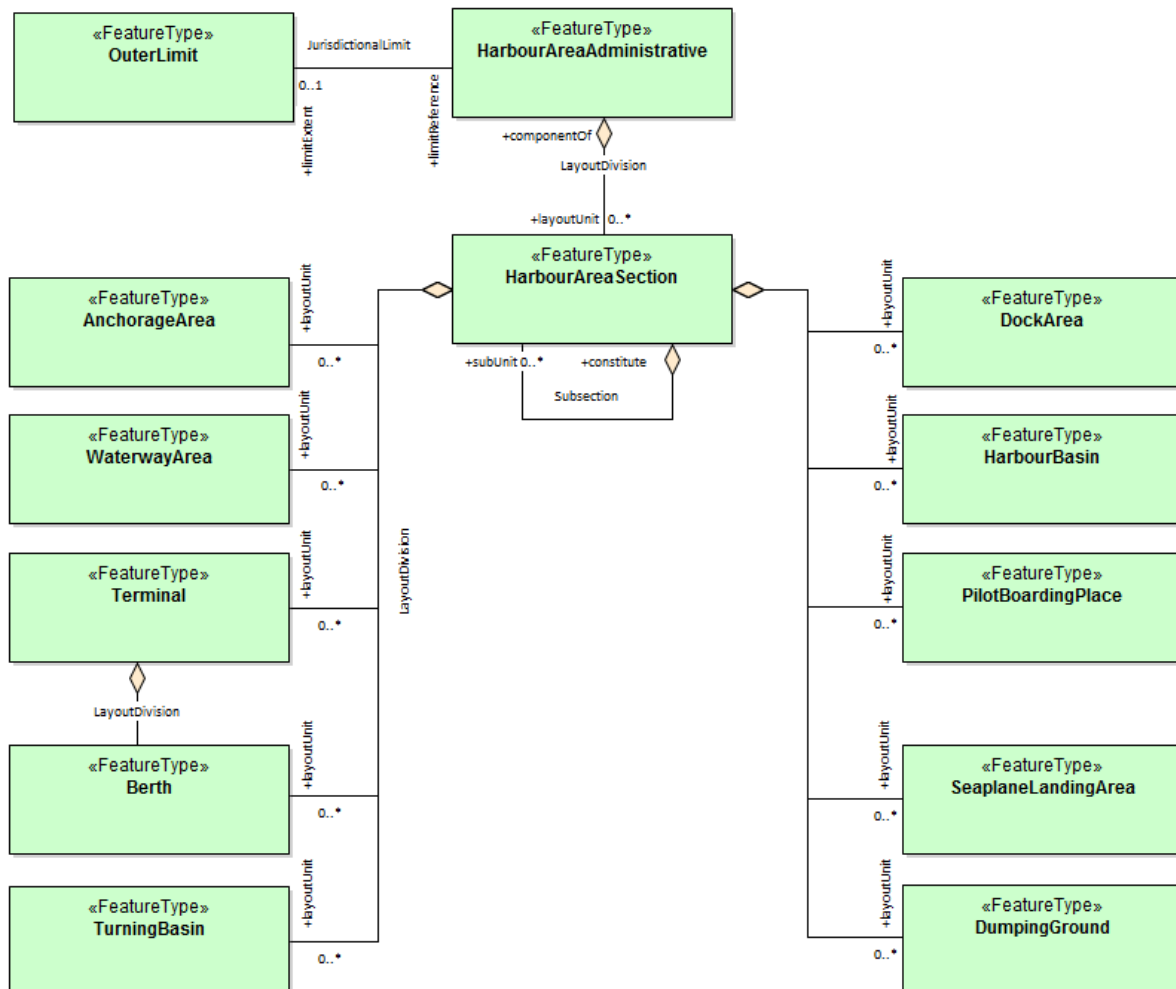 «FeatureType»
OuterLimit
JurisdictionalLimit
0..1
+limitExtent
+limitReference
«FeatureType»
HarbourAreaAdministrative
+componentOf
LayoutDivision
+layoutUnit 0..*
«FeatureType»
HarbourAreaSection
+subUnit 0..*
+constitute
Subsection
«FeatureType»
AnchorageArea
+layoutUnit
0..*
«FeatureType»
WaterwayArea
+layoutUnit
0..*
«FeatureType»
Terminal
+layoutUnit
0..*
LayoutDivision
LayoutDivision
«FeatureType»
Berth
+layoutUnit
0..*
«FeatureType»
TurningBasin
+layoutUnit
0..*
+layoutUnit
0..*
«FeatureType»
DockArea
+layoutUnit
0..*
«FeatureType»
HarbourBasin
+layoutUnit
0..*
«FeatureType»
PilotBoardingPlace
+layoutUnit
0..*
«FeatureType»
SeaplaneLandingArea
+layoutUnit
0..*
«FeatureType»
DumpingGround